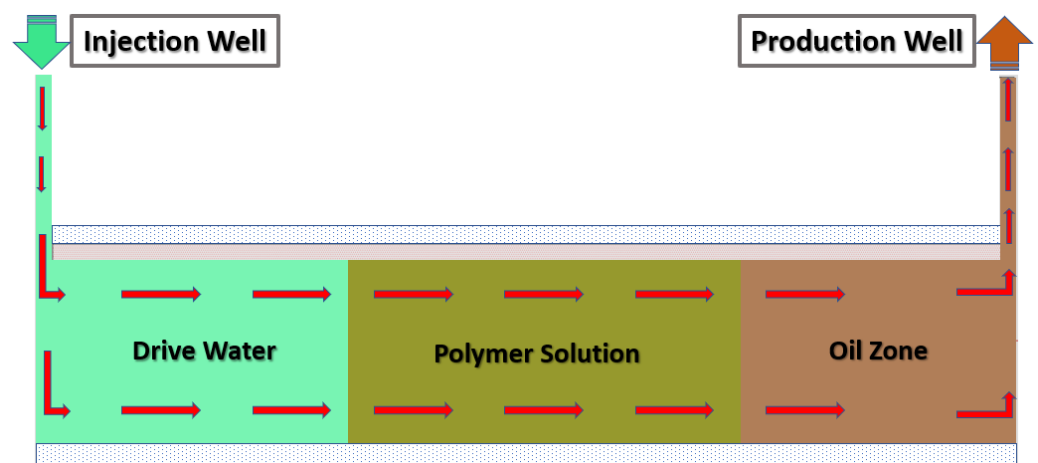 Injection Well
Production Well
Drive Water
Polymer Solution
Oil Zone